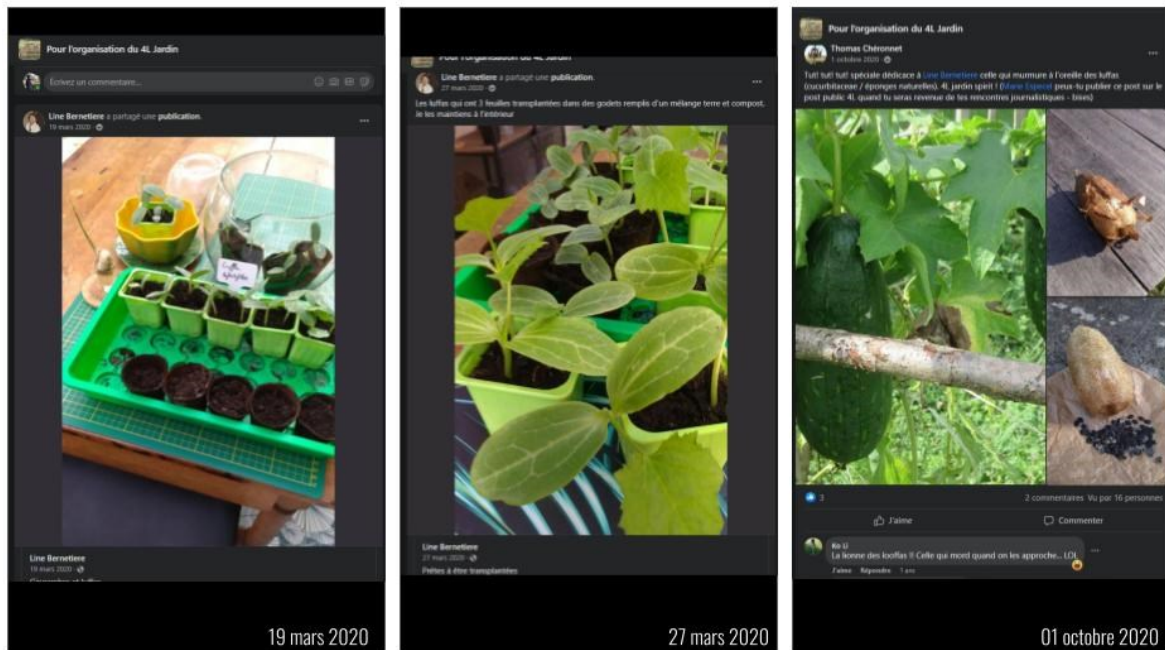 Pour l'organisation du 4L Jardin
Écrivez un commentaire...
Line Bernetiere a partagé une publication.
19 mars 2020
Line Bernetiere
19 mars 2020
19 mars 2020
Pour l'organisation du 4L Jardin
Line Bernetiere a partagé une publication.
27 mars 2020
Les luffas qui ont 3 feuilles transplantées dans des godets remplis d'un mélange terre et compost.
Je les maintiens à l'intérieur
Line Bernetiere
27 mars 2020
Prêtes à être transplantées
27 mars 2020
Pour l'organisation du 4L Jardin
Thomas Chéronnet
1 octobre 2020
Tut! tut! tut! spéciale dédicace à Line Bernetiere celle qui murmure à l'oreille des luffas
(cucurbitaceae / éponges naturelles). 4L jardin spirit ! (Marie Especel peux-tu publier ce post sur le
post public 4L quand tu seras revenue de tes rencontres journalistiques - bises)
3
2 commentaires Vu par 16 personnes
J'aime
Commenter
Ko Li
La lionne des looffas !! Celle qui mord quand on les approche... LOL
J'aime Répondre 1 ans
01 octobre 2020